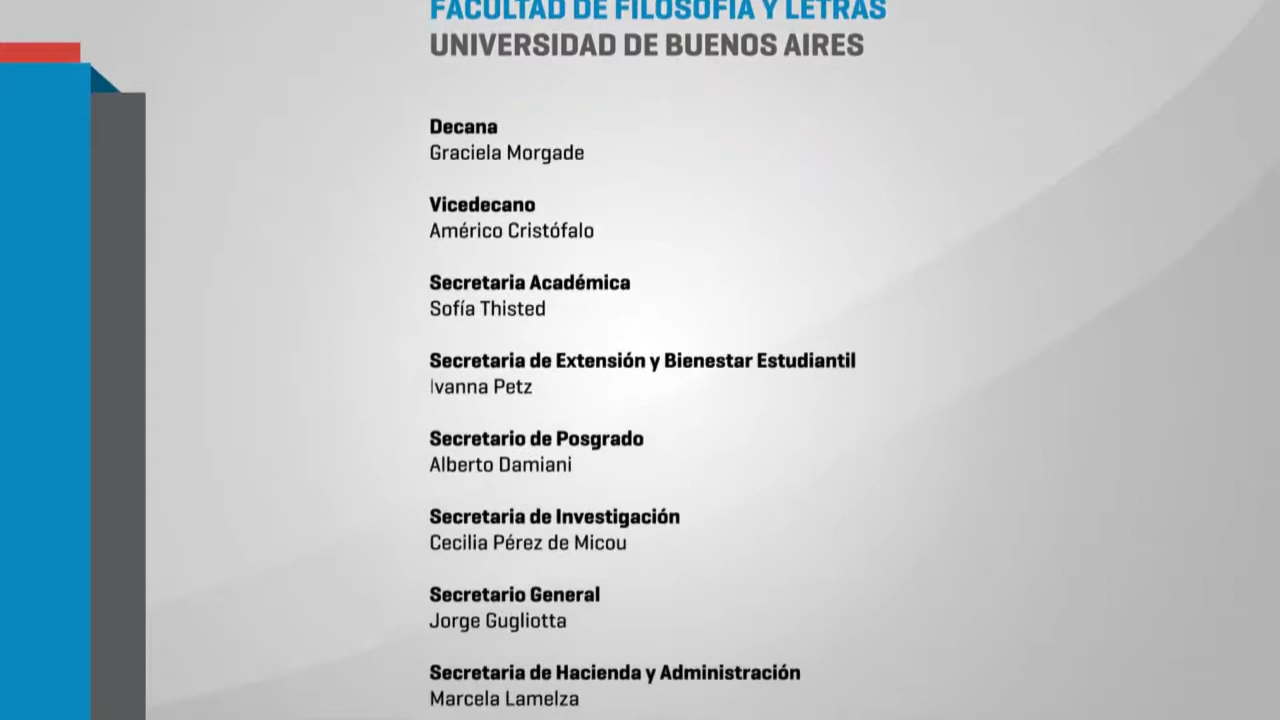 FACULTAD DE FILOSOFÍA Y LETRAS
UNIVERSIDAD DE BUENOS AIRES
Decana
Graciela Morgade
Vicedecano
Américo Cristófalo
Secretaria Académica
Sofía Thisted
Secretaria de Extensión y Bienestar Estudiantil
Ivanna Petz
Secretario de Posgrado
Alberto Damiani
Secretaria de Investigación
Cecilia Pérez de Micou
Secretario General
Jorge Gugliotta
Secretaria de Hacienda y Administración
Marcela Lamelza